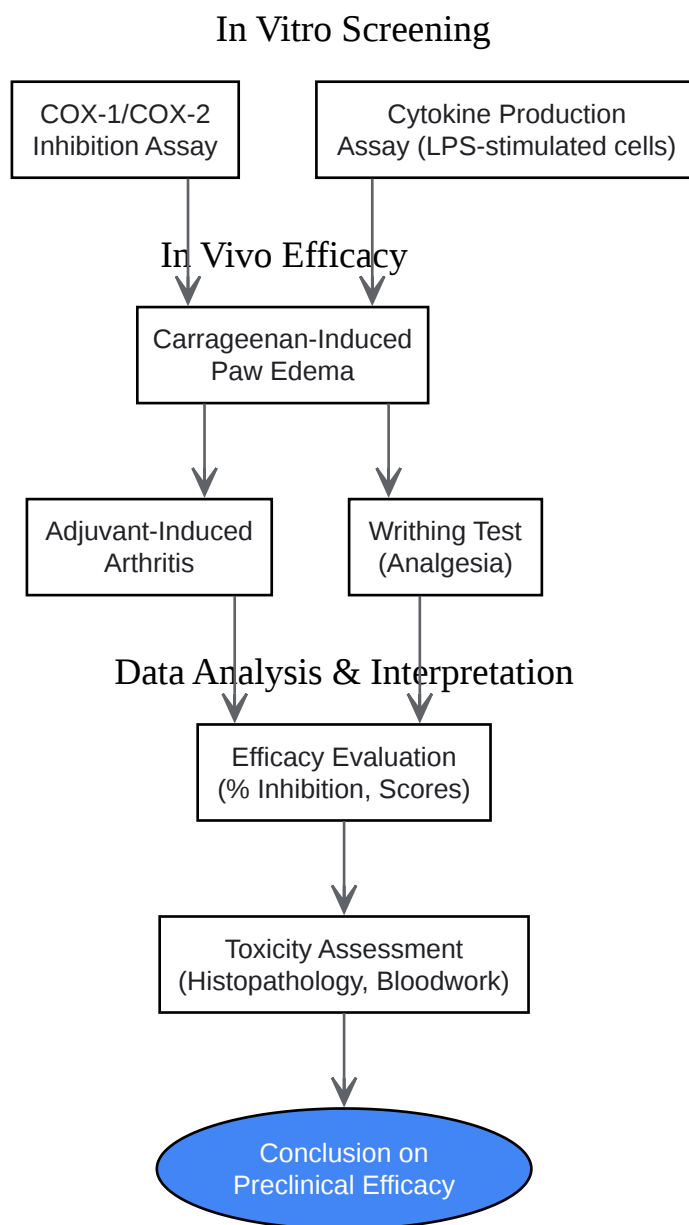 In Vitro Screening
COX-1/COX-2
Inhibition Assay
Cytokine Production
Assay (LPS-stimulated cells)
In Vivo Efficacy
Carrageenan-Induced
Paw Edema
Adjuvant-Induced
Arthritis
Writhing Test
(Analgesia)
Data Analysis & Interpretation
Efficacy Evaluation
(% Inhibition, Scores)
Toxicity Assessment
(Histopathology, Bloodwork)
Conclusion on
Preclinical Efficacy